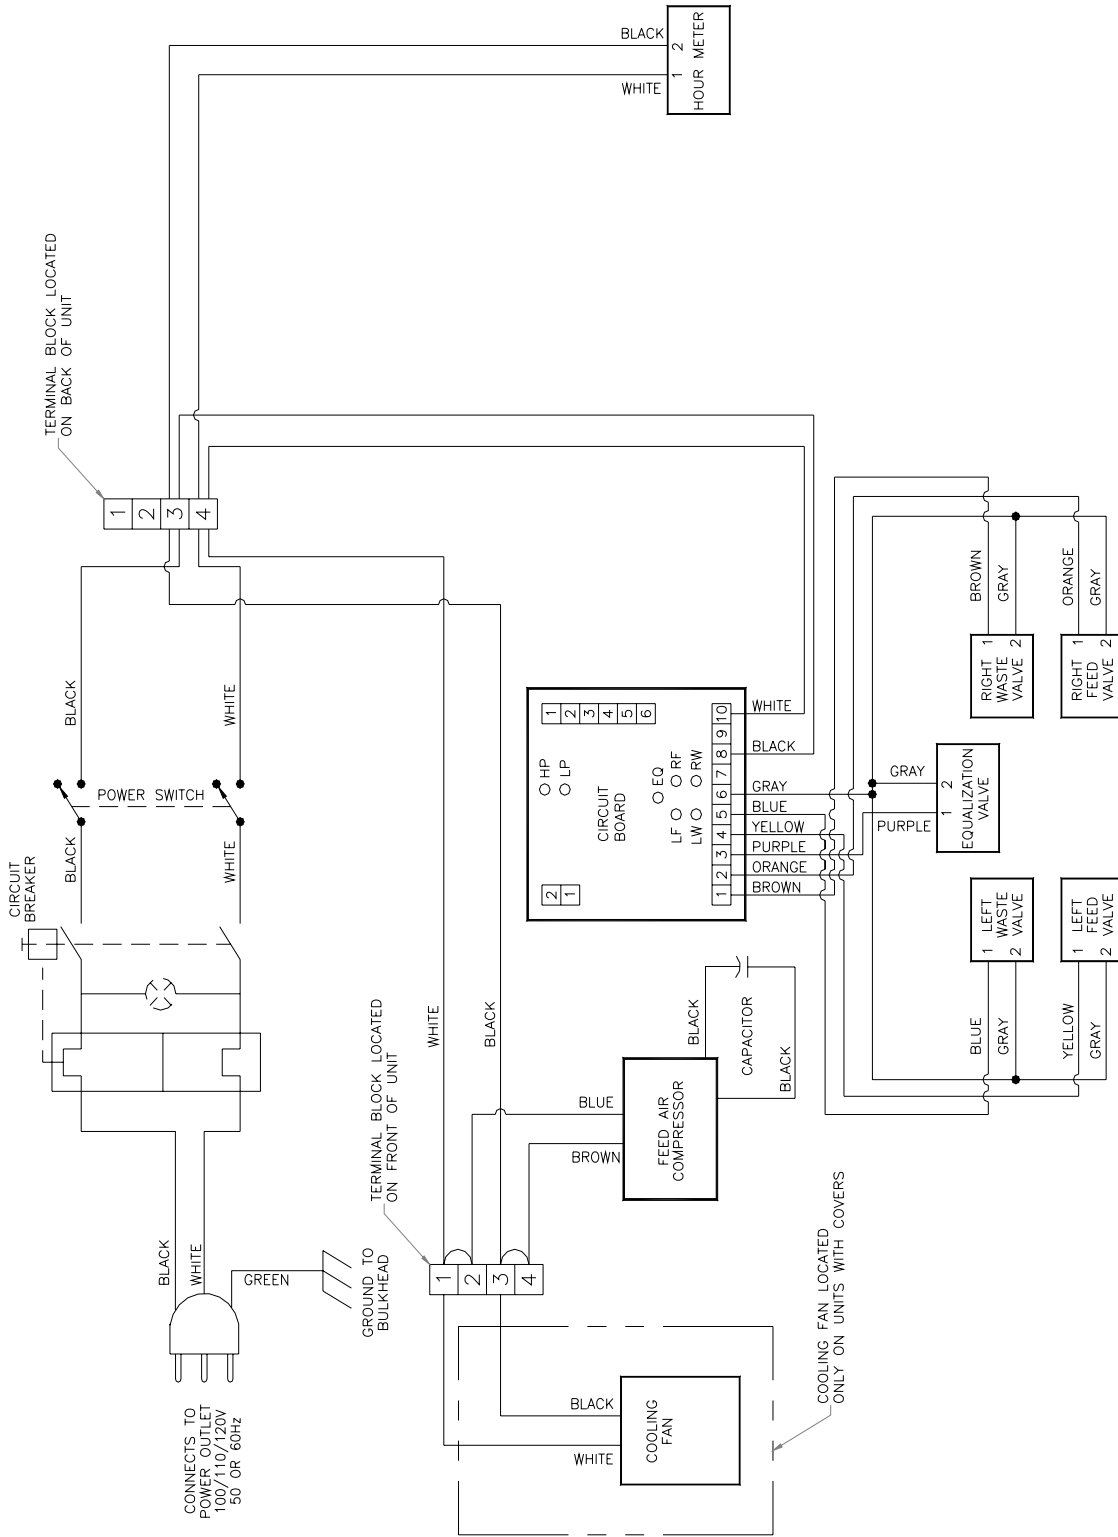 CONNECTS TO
POWER OUTLET
100/110/120V
50 OR 60Hz
BLACK
WHITE
GREEN
GROUND TO
BULKHEAD
CIRCUIT
BREAKER
BLACK
WHITE
POWER SWITCH
BLACK
WHITE
TERMINAL BLOCK LOCATED
ON BACK OF UNIT
1
2
3
4
BLACK
WHITE
2
1
HOUR METER
TERMINAL BLOCK LOCATED
ON FRONT OF UNIT
1
2
3
4
WHITE
BLACK
BLACK
WHITE
COOLING
FAN
COOLING FAN LOCATED
ONLY ON UNITS WITH COVERS
BLUE
BROWN
FEED AIR
COMPRESSOR
BLACK
CAPACITOR
BLACK
2
1
CIRCUIT
BOARD
HP
LP
EQ
LF
RF
LW
RW
1
2
3
4
5
6
1
2
3
4
5
6
7
8
9
10
BROWN
ORANGE
PURPLE
YELLOW
BLUE
GRAY
BLACK
WHITE
BLUE
GRAY
1
2
LEFT
WASTE
VALVE
YELLOW
GRAY
1
2
LEFT
FEED
VALVE
PURPLE
GRAY
1
2
EQUALIZATION
VALVE
BROWN
GRAY
1
2
RIGHT
WASTE
VALVE
ORANGE
GRAY
1
2
RIGHT
FEED
VALVE